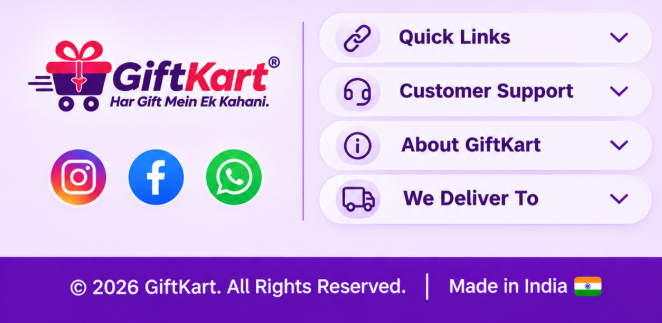 GiftKart®
Har Gift Mein Ek Kahani.
Quick Links
Customer Support
About GiftKart
We Deliver To
© 2026 GiftKart. All Rights Reserved. | Made in India